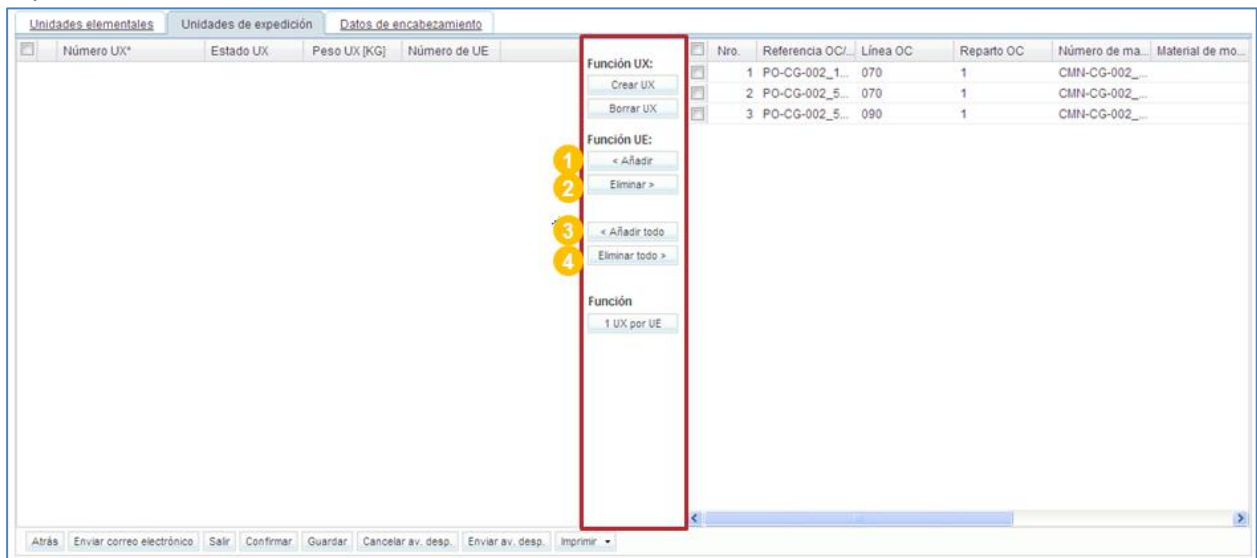 Unidades elementales Unidades de expedición Datos de encabezamiento
Número UX* Estado UX Peso UX [KG] Número de UE
Función UX:
Crear UX
Borrar UX
Función UE:
1 < Añadir
2 Eliminar >
3 < Añadir todo
4 Eliminar todo >
Función
1 UX por UE
Nro. Referencia OC/... Línea OC Reparto OC Número de ma... Material de mo...
1 PO-CG-002_1... 070 1 CMN-CG-002_...
2 PO-CG-002_5... 070 1 CMN-CG-002_...
3 PO-CG-002_5... 090 1 CMN-CG-002_...
Atrás Enviar correo electrónico Salir Confirmar Guardar Cancelar av. desp. Enviar av. desp. Imprimir